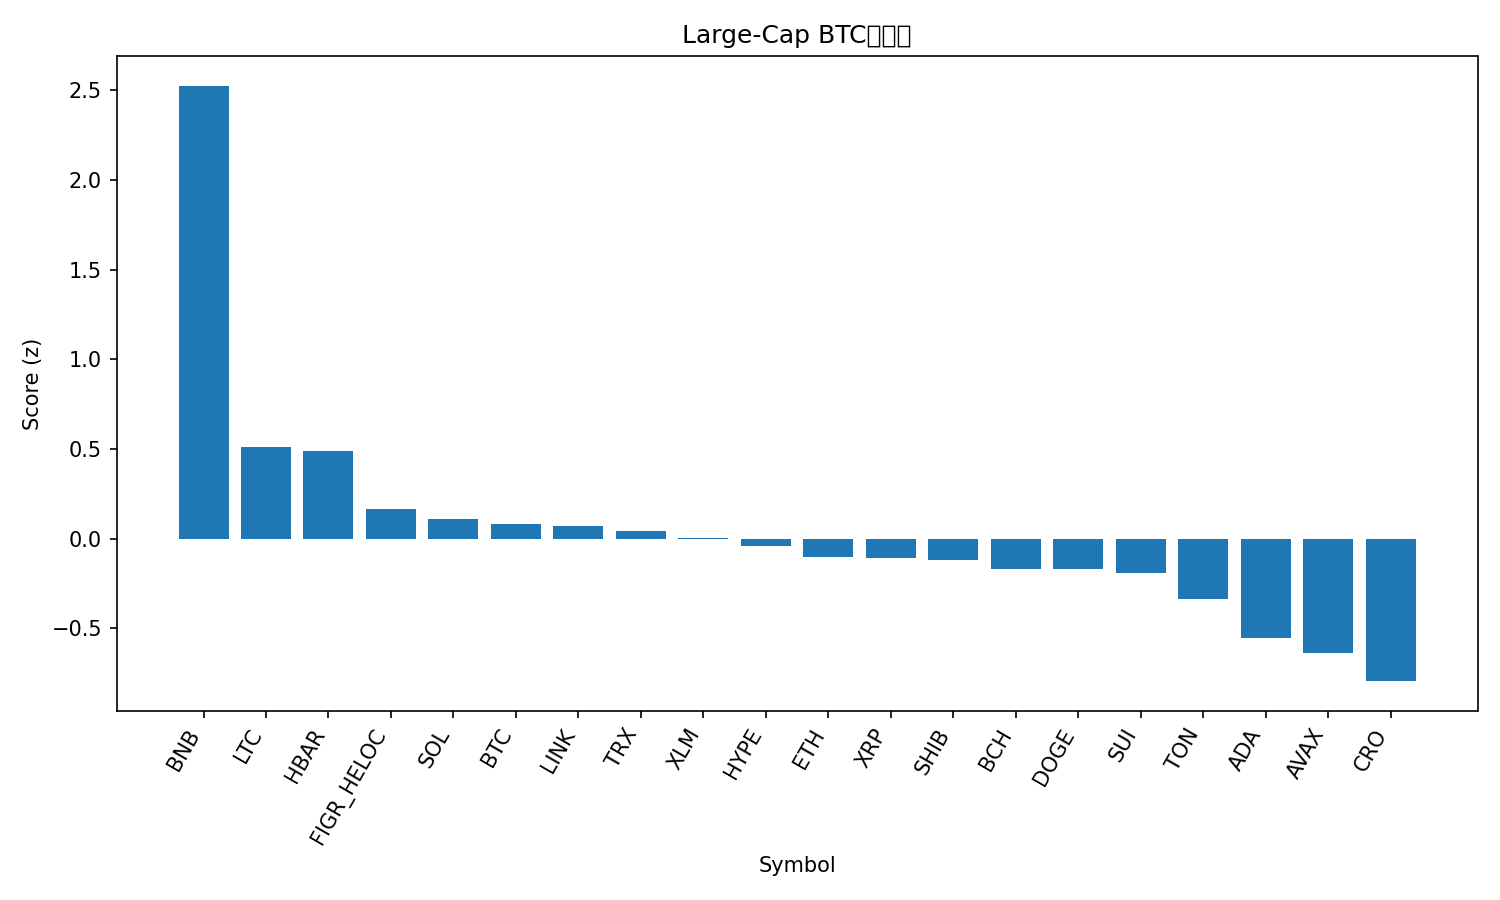 Large-Cap BTC
2.5
2.0
1.5
1.0
0.5
0.0
−0.5
Score (z)
BNB
LTC
HBAR
FIGR_HELOC
SOL
BTC
LINK
TRX
XLM
HYPE
ETH
XRP
SHIB
BCH
DOGE
SUI
TON
ADA
AVAX
CRO
Symbol